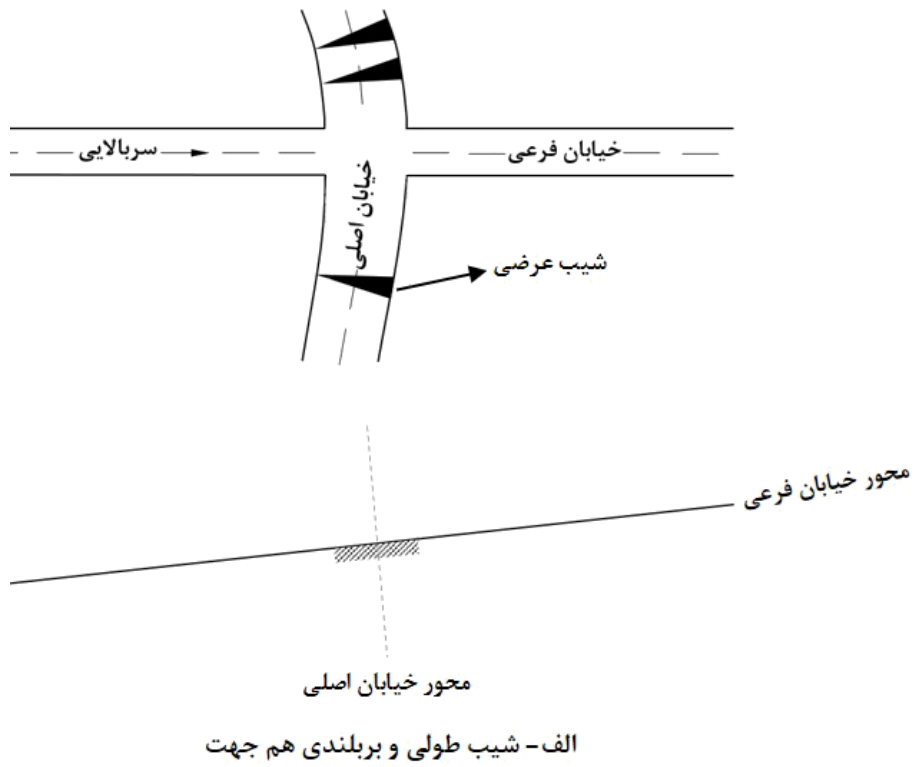 سربالایی
خیابان فرعی
خیابان اصلی
شیب عرضی
محور خیابان فرعی
محور خیابان اصلی
الف- شیب طولی و بربلندی هم جهت